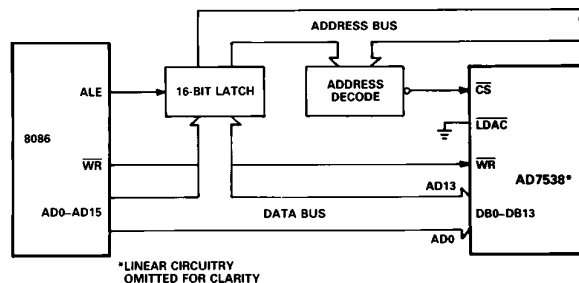 ADDRESS BUS
ALE
16-BIT LATCH
ADDRESS
DECODE
CS
LDAC
8086
WR
WR
AD7538*
AD13
AD0–AD15
DATA BUS
DB0–DB13
AD0
*LINEAR CIRCUITRY
OMITTED FOR CLARITY